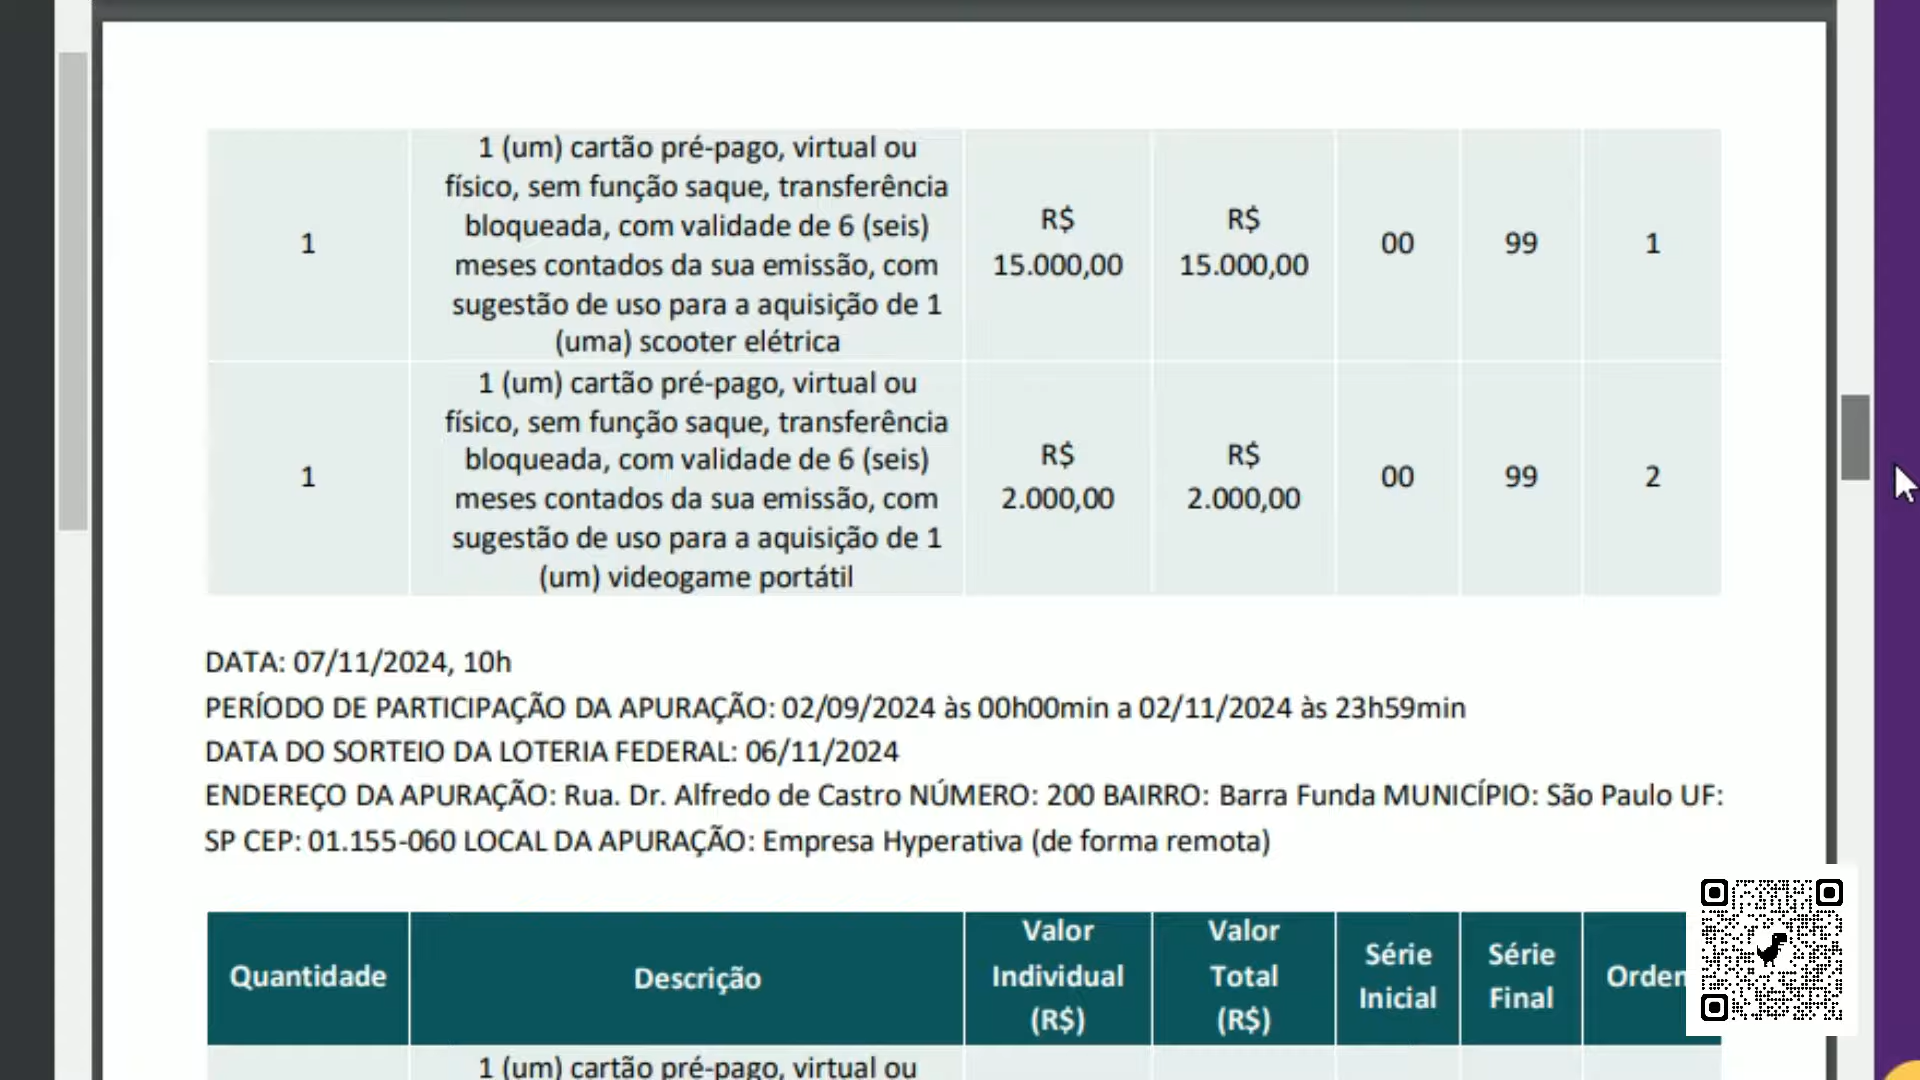 1 (um) cartão pré-pago, virtual ou
físico, sem função saque, transferência
bloqueada, com validade de 6 (seis)
meses contados da sua emissão, com
sugestão de uso para a aquisição de 1
(uma) scooter elétrica
1
R$
15.000,00
R$
15.000,00
00
99
1
1 (um) cartão pré-pago, virtual ou
físico, sem função saque, transferência
bloqueada, com validade de 6 (seis)
meses contados da sua emissão, com
sugestão de uso para a aquisição de 1
(um) videogame portátil
1
R$
2.000,00
R$
2.000,00
00
99
2
DATA: 07/11/2024, 10h
PERÍODO DE PARTICIPAÇÃO DA APURAÇÃO: 02/09/2024 às 00h00min a 02/11/2024 às 23h59min
DATA DO SORTEIO DA LOTERIA FEDERAL: 06/11/2024
ENDEREÇO DA APURAÇÃO: Rua. Dr. Alfredo de Castro NÚMERO: 200 BAIRRO: Barra Funda MUNICÍPIO: São Paulo UF:
SP CEP: 01.155-060 LOCAL DA APURAÇÃO: Empresa Hyperativa (de forma remota)
Quantidade
Descrição
Valor
Individual
(R$)
Valor
Total
(R$)
Série
Inicial
Série
Final
Orden
1 (um) cartão pré-pago, virtual ou